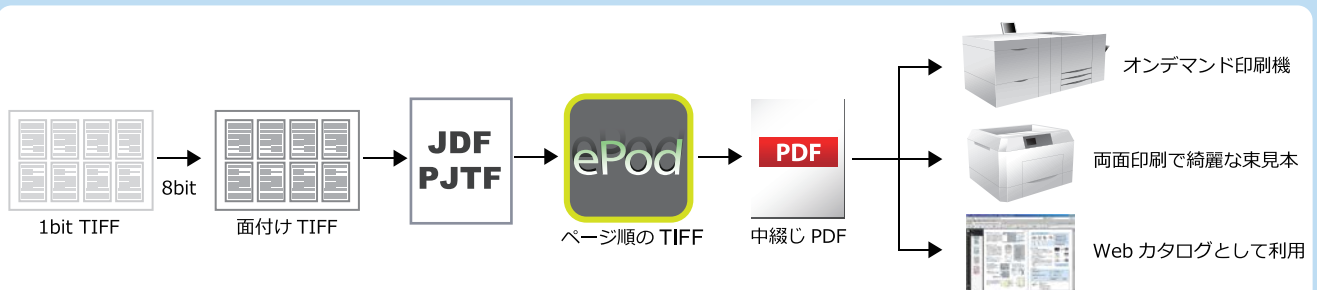 1bit TIFF
8bit
面付け TIFF
JDF
PJTF
ePod
ページ順の TIFF
PDF
中綴じ PDF
オンデマンド印刷機
両面印刷で綺麗な束見本
Web カタログとして利用